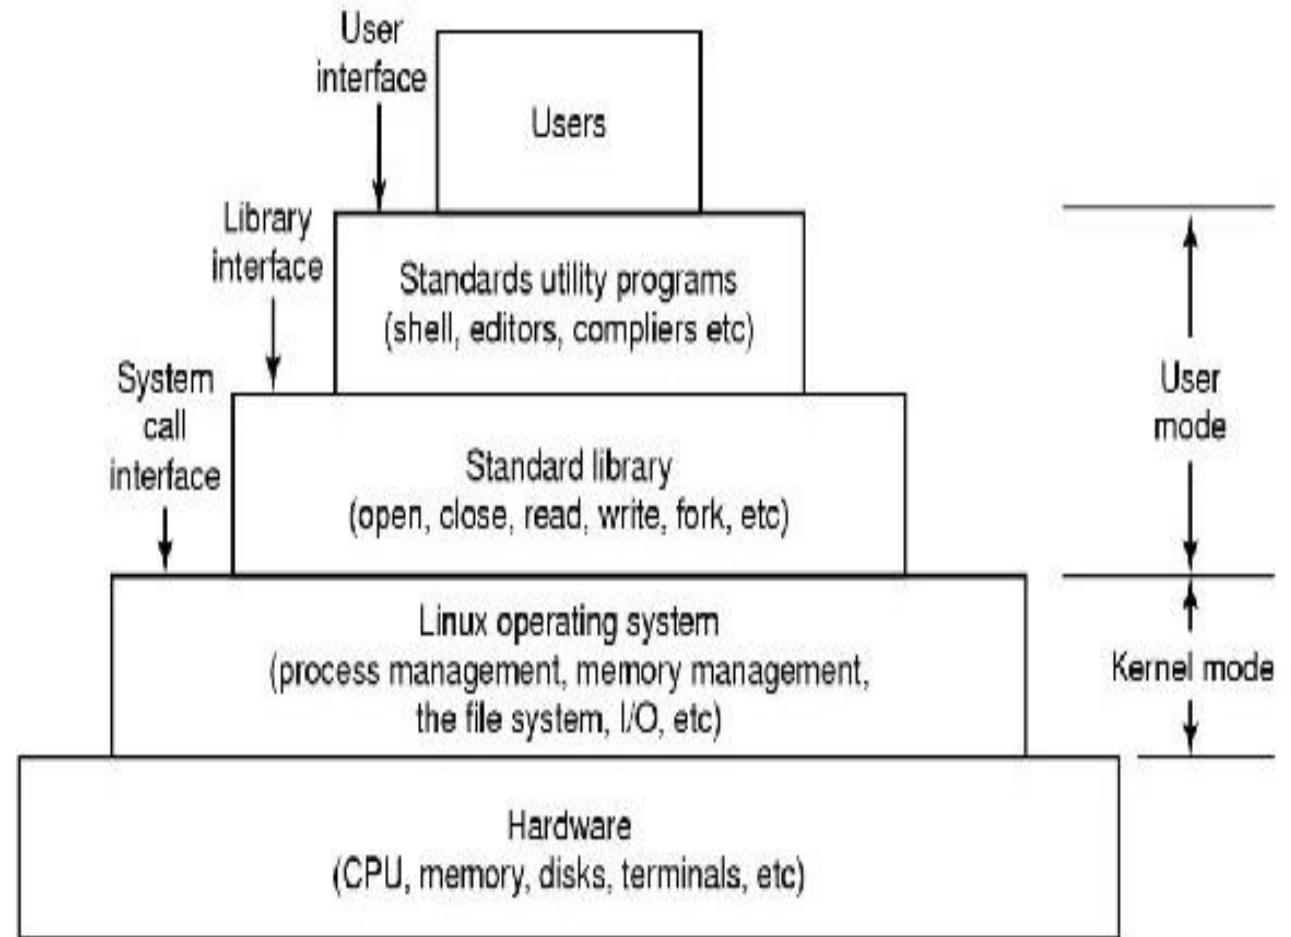 User
interface
Users
Library
interface
Standards utility programs
(shell, editors, compliers etc)
System
call
interface
User
mode
Standard library
(open, close, read, write, fork, etc)
Linux operating system
(process management, memory management,
the file system, I/O, etc)
Kernel mode
Hardware
(CPU, memory, disks, terminals, etc)